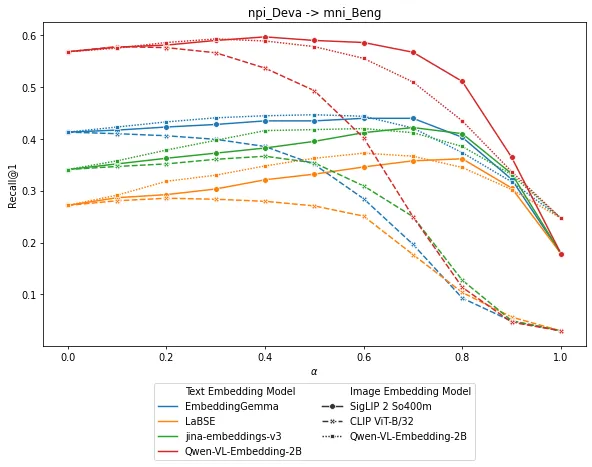 npi_Deva -> mni_Beng
Recall@1
0.6
0.5
0.4
0.3
0.2
0.1
0.0 0.2 0.4 0.6 0.8 1.0
α
Text Embedding Model Image Embedding Model
EmbeddingGemma SigLIP 2 So400m
LaBSE CLIP ViT-B/32
jina-embeddings-v3 Qwen-VL-Embedding-2B
Qwen-VL-Embedding-2B